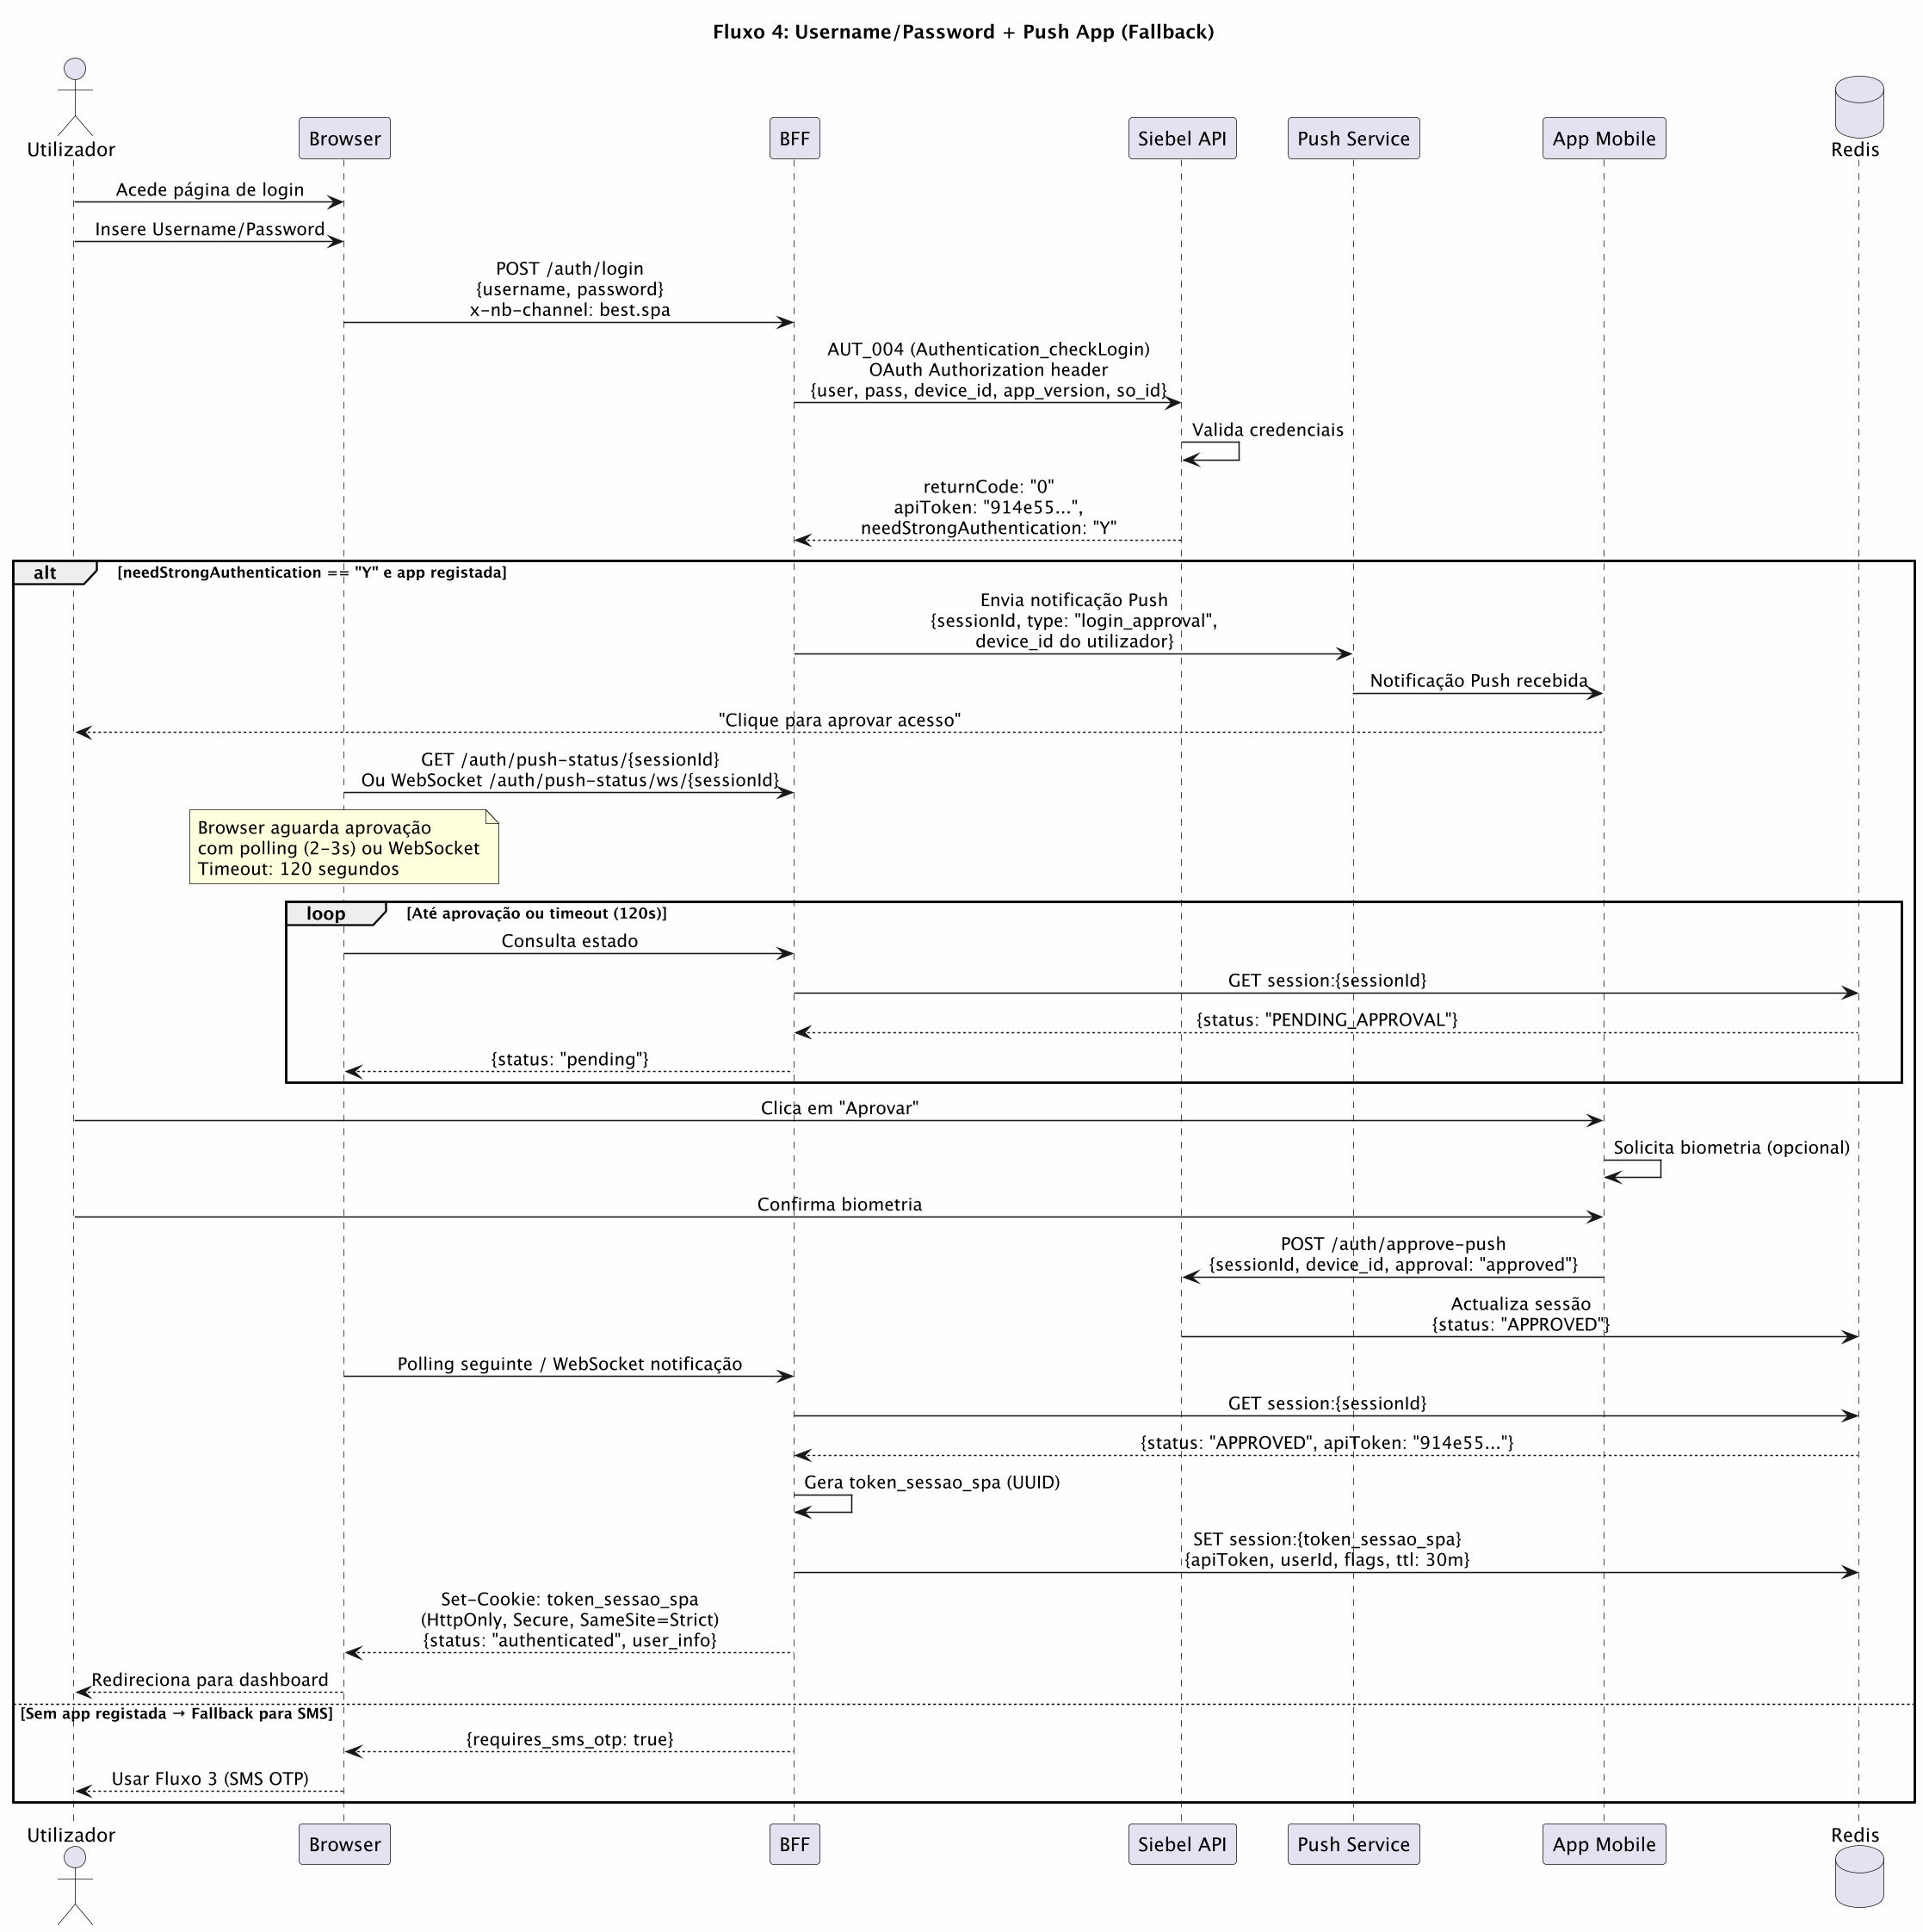 Fluxo 4: Username/Password + Push App (Fallback)
Utilizador
Browser
BFF
Siebel API
Push Service
App Mobile
Redis
Acede página de login
Insere Username/Password
POST /auth/login
{username, password}
x-nb-channel: best.spa
AUT_004 (Authentication_checkLogin)
OAuth Authorization header
{user, pass, device_id, app_version, so_id}
Valida credenciais
returnCode: "0"
apiToken: "914e55...",
needStrongAuthentication: "Y"
alt
[needStrongAuthentication == "Y" e app registada]
Envia notificação Push
{sessionId, type: "login_approval",
device_id do utilizador}
Notificação Push recebida
"Clique para aprovar acesso"
GET /auth/push-status/{sessionId}
Ou WebSocket /auth/push-status/ws/{sessionId}
Browser aguarda aprovação
com polling (2-3s) ou WebSocket
Timeout: 120 segundos
loop
[Até aprovação ou timeout (120s)]
Consulta estado
GET session:{sessionId}
{status: "PENDING_APPROVAL"}
{status: "pending"}
Clica em "Aprovar"
Solicita biometria (opcional)
Confirma biometria
POST /auth/approve-push
{sessionId, device_id, approval: "approved"}
Actualiza sessão
{status: "APPROVED"}
Polling seguinte / WebSocket notificação
GET session:{sessionId}
{status: "APPROVED", apiToken: "914e55..."}
Gera token_sessao_spa (UUID)
SET session:{token_sessao_spa}
{apiToken, userId, flags, ttl: 30m}
Set-Cookie: token_sessao_spa
(HttpOnly, Secure, SameSite=Strict)
{status: "authenticated", user_info}
Redireciona para dashboard
[Sem app registada → Fallback para SMS]
{requires_sms_otp: true}
Usar Fluxo 3 (SMS OTP)
Utilizador
Browser
BFF
Siebel API
Push Service
App Mobile
Redis